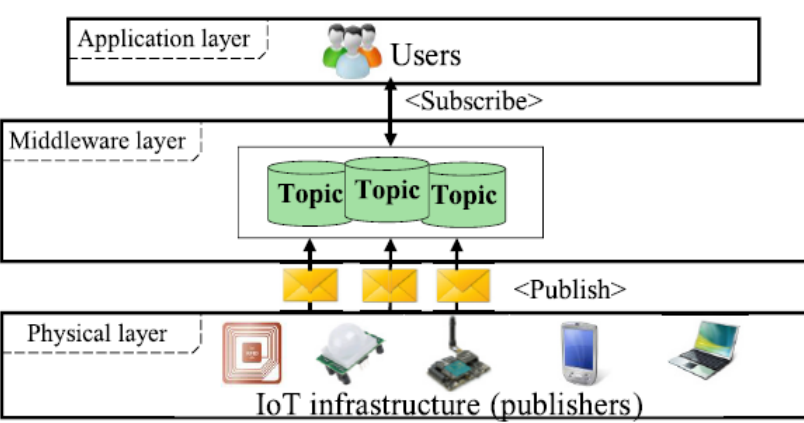 Application layer
Users
<Subscribe>
Middleware layer
Topic
Topic
Topic
<Publish>
Physical layer
IoT infrastructure (publishers)